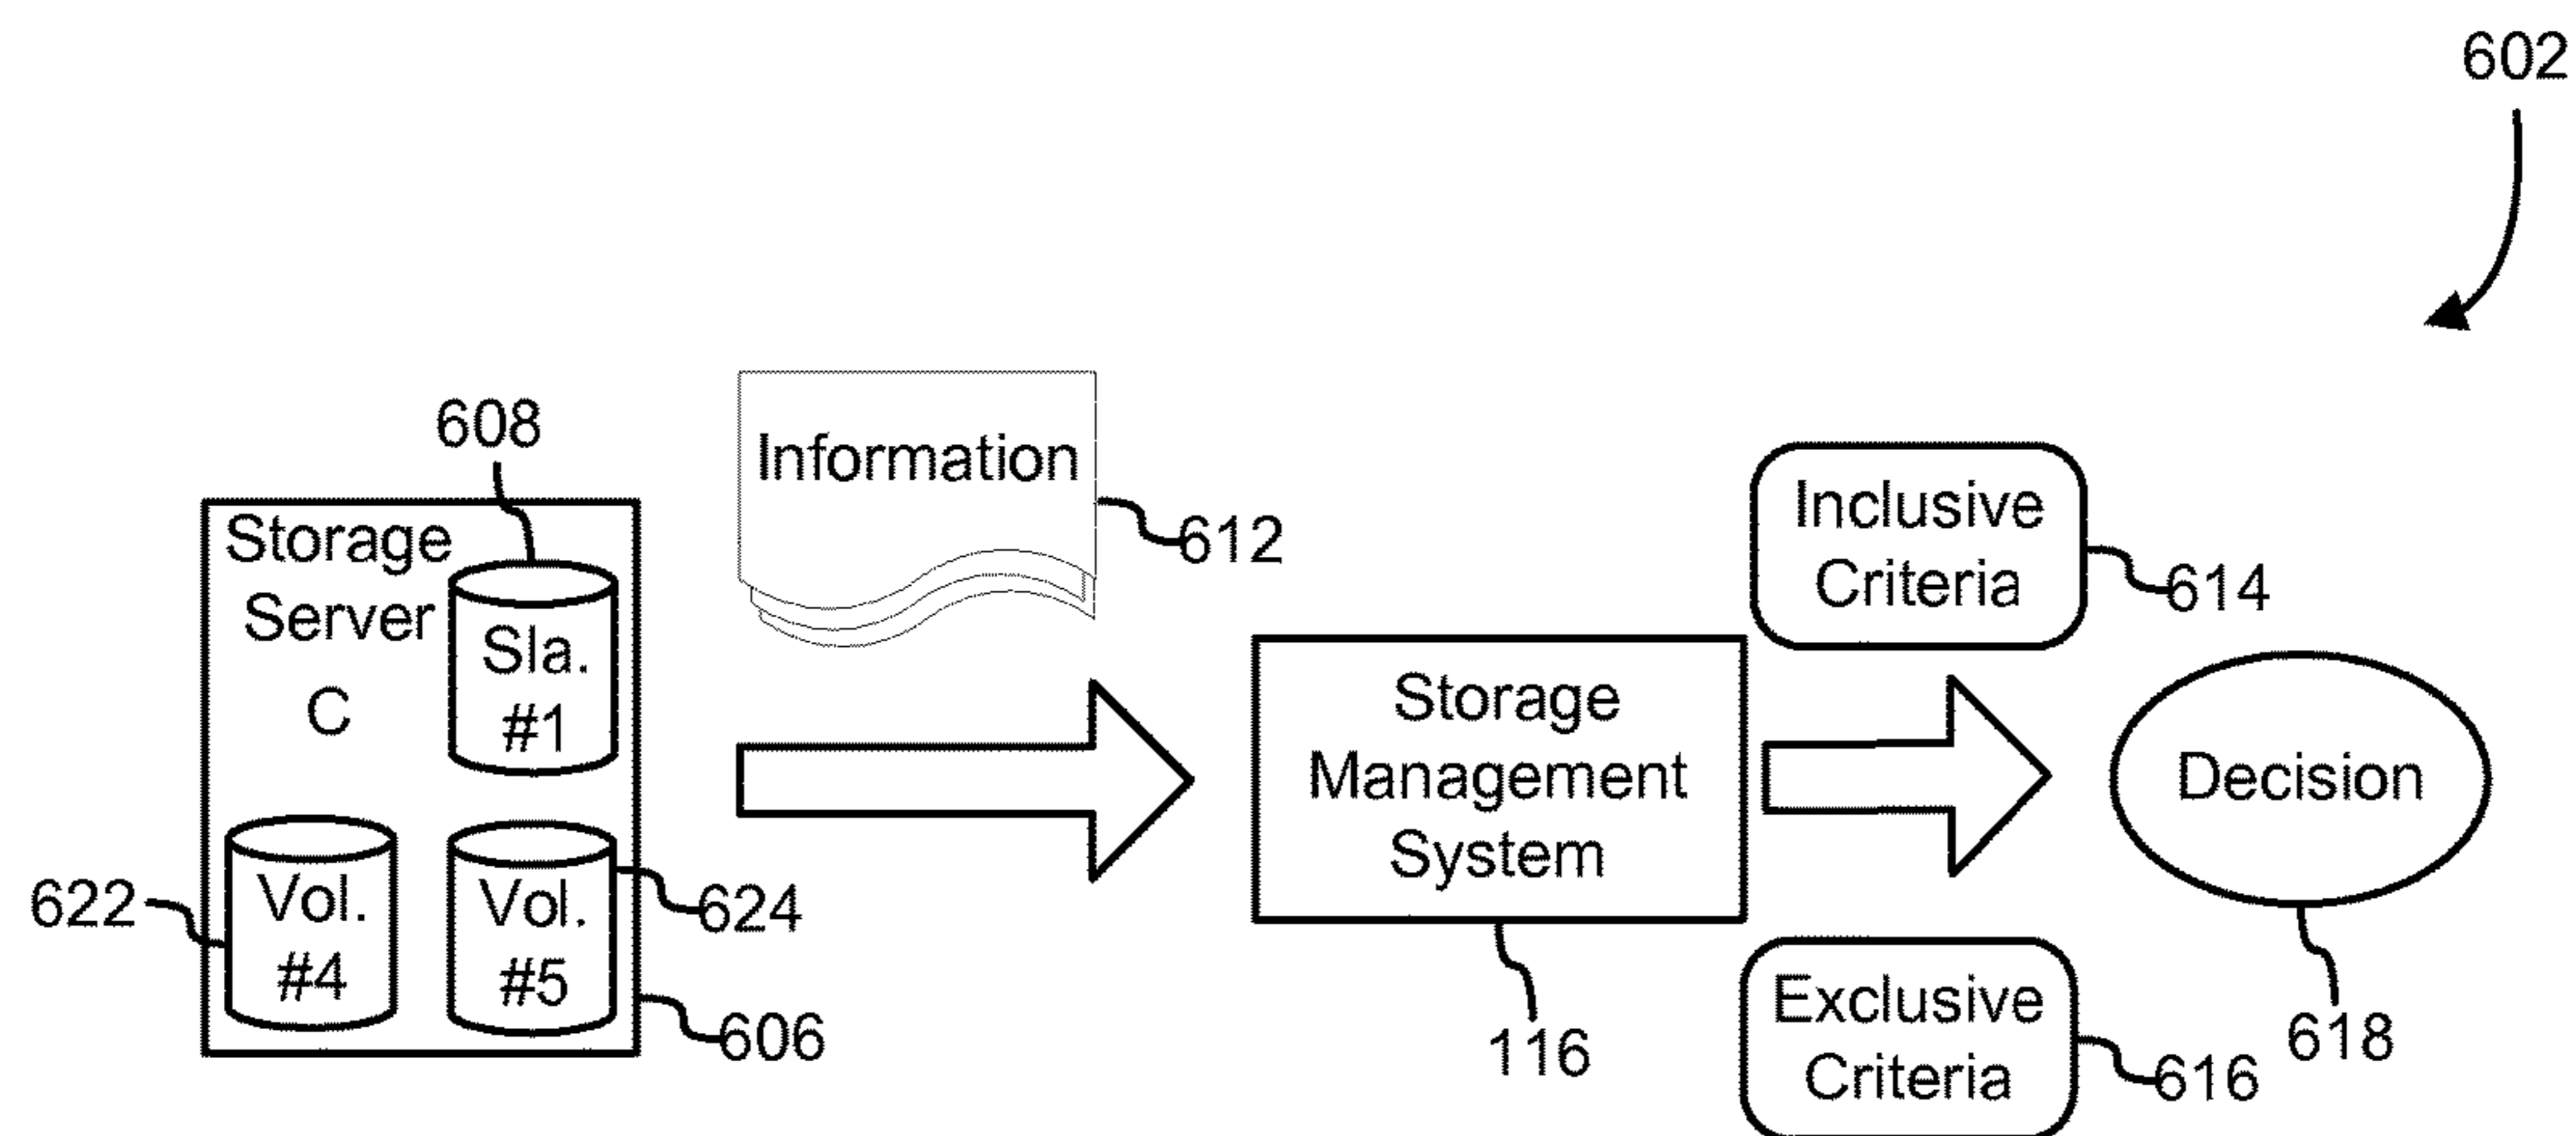 602
608
Information
612
Storage
Server
C
Sla.
#1
Vol.
#4
Vol.
#5
622
624
606
Storage
Management
System
116
Inclusive
Criteria
614
Exclusive
Criteria
616
Decision
618